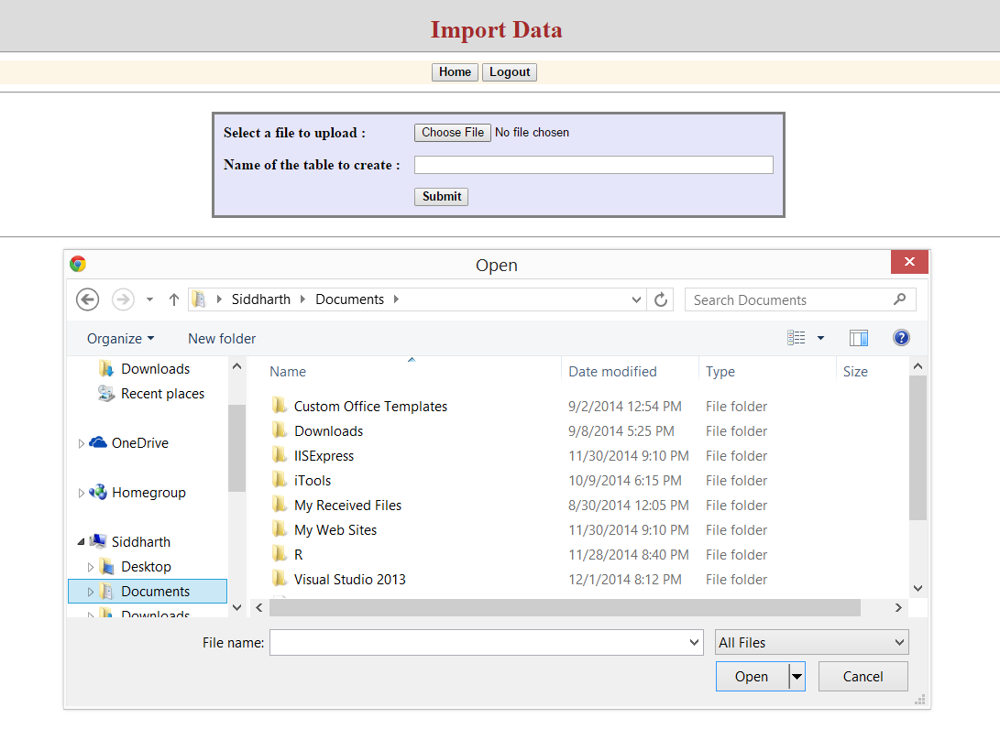 Import Data
Home Logout
Select a file to upload : Choose File No file chosen
Name of the table to create :
Submit
Open
Siddharth Documents Search Documents
Organize New folder
Downloads
Recent places
OneDrive
Homegroup
Siddharth
Desktop
Documents
Downloads
Name Date modified Type Size
Custom Office Templates 9/2/2014 12:54 PM File folder
Downloads 9/8/2014 5:25 PM File folder
IISExpress 11/30/2014 9:10 PM File folder
iTools 10/9/2014 6:15 PM File folder
My Received Files 8/30/2014 12:05 PM File folder
My Web Sites 11/30/2014 9:10 PM File folder
R 11/28/2014 8:40 PM File folder
Visual Studio 2013 12/1/2014 8:12 PM File folder
File name: All Files
Open Cancel